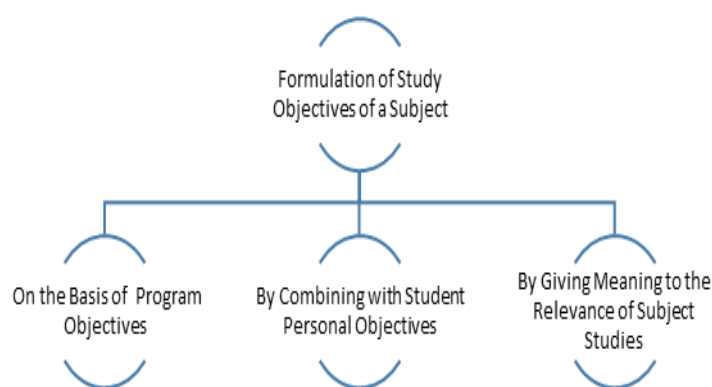 Formulation of Study
Objectives of a Subject
On the Basis of Program
Objectives
By Combining with Student
Personal Objectives
By Giving Meaning to the
Relevance of Subject
Studies